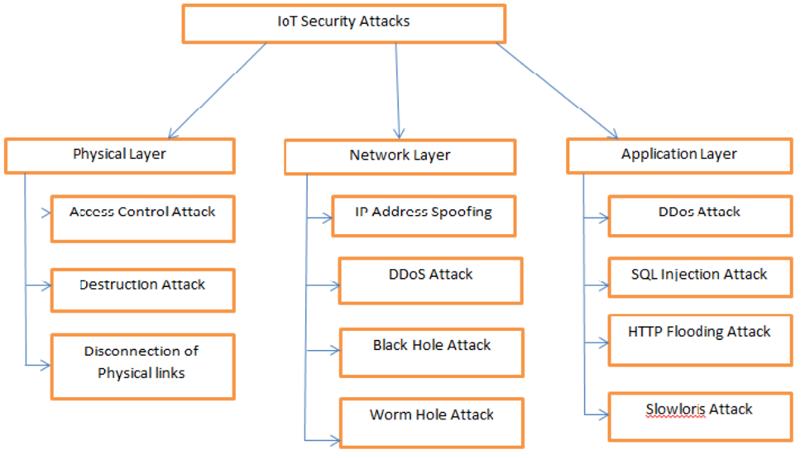 IoT Security Attacks
Physical Layer
Access Control Attack
Destruction Attack
Disconnection of
Physical links
Network Layer
IP Address Spoofing
DDoS Attack
Black Hole Attack
Worm Hole Attack
Application Layer
DDos Attack
SQL Injection Attack
HTTP Flooding Attack
Slowloris Attack